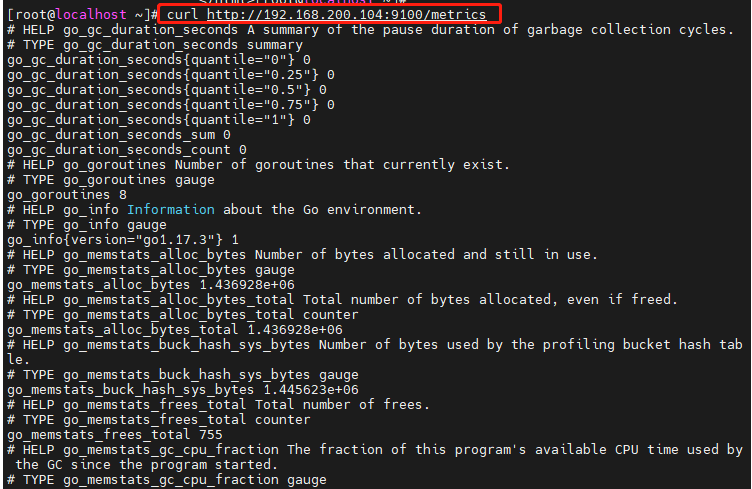 [root@localhost ~]# curl http://192.168.200.104:9100/metrics
# HELP go_gc_duration_seconds A summary of the pause duration of garbage collection cycles.
# TYPE go_gc_duration_seconds summary
go_gc_duration_seconds{quantile="0"} 0
go_gc_duration_seconds{quantile="0.25"} 0
go_gc_duration_seconds{quantile="0.5"} 0
go_gc_duration_seconds{quantile="0.75"} 0
go_gc_duration_seconds{quantile="1"} 0
go_gc_duration_seconds_sum 0
go_gc_duration_seconds_count 0
# HELP go_goroutines Number of goroutines that currently exist.
# TYPE go_goroutines gauge
go_goroutines 8
# HELP go_info Information about the Go environment.
# TYPE go_info gauge
go_info{version="go1.17.3"} 1
# HELP go_memstats_alloc_bytes Number of bytes allocated and still in use.
# TYPE go_memstats_alloc_bytes gauge
go_memstats_alloc_bytes 1.436928e+06
# HELP go_memstats_alloc_bytes_total Total number of bytes allocated, even if freed.
# TYPE go_memstats_alloc_bytes_total counter
go_memstats_alloc_bytes_total 1.436928e+06
# HELP go_memstats_buck_hash_sys_bytes Number of bytes used by the profiling bucket hash tab
le.
# TYPE go_memstats_buck_hash_sys_bytes gauge
go_memstats_buck_hash_sys_bytes 1.445623e+06
# HELP go_memstats_frees_total Total number of frees.
# TYPE go_memstats_frees_total counter
go_memstats_frees_total 755
# HELP go_memstats_gc_cpu_fraction The fraction of this program's available CPU time used by
the GC since the program started.
# TYPE go_memstats_gc_cpu_fraction gauge